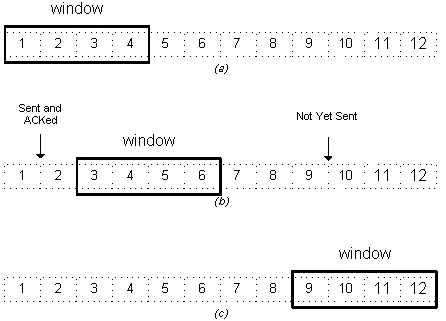 window
1 2 3 4 5 6 7 8 9 10 11 12
(a)
Sent and
ACKed
window
Not Yet Sent
1 2 3 4 5 6 7 8 9 10 11 12
(b)
window
1 2 3 4 5 6 7 8 9 10 11 12
(c)